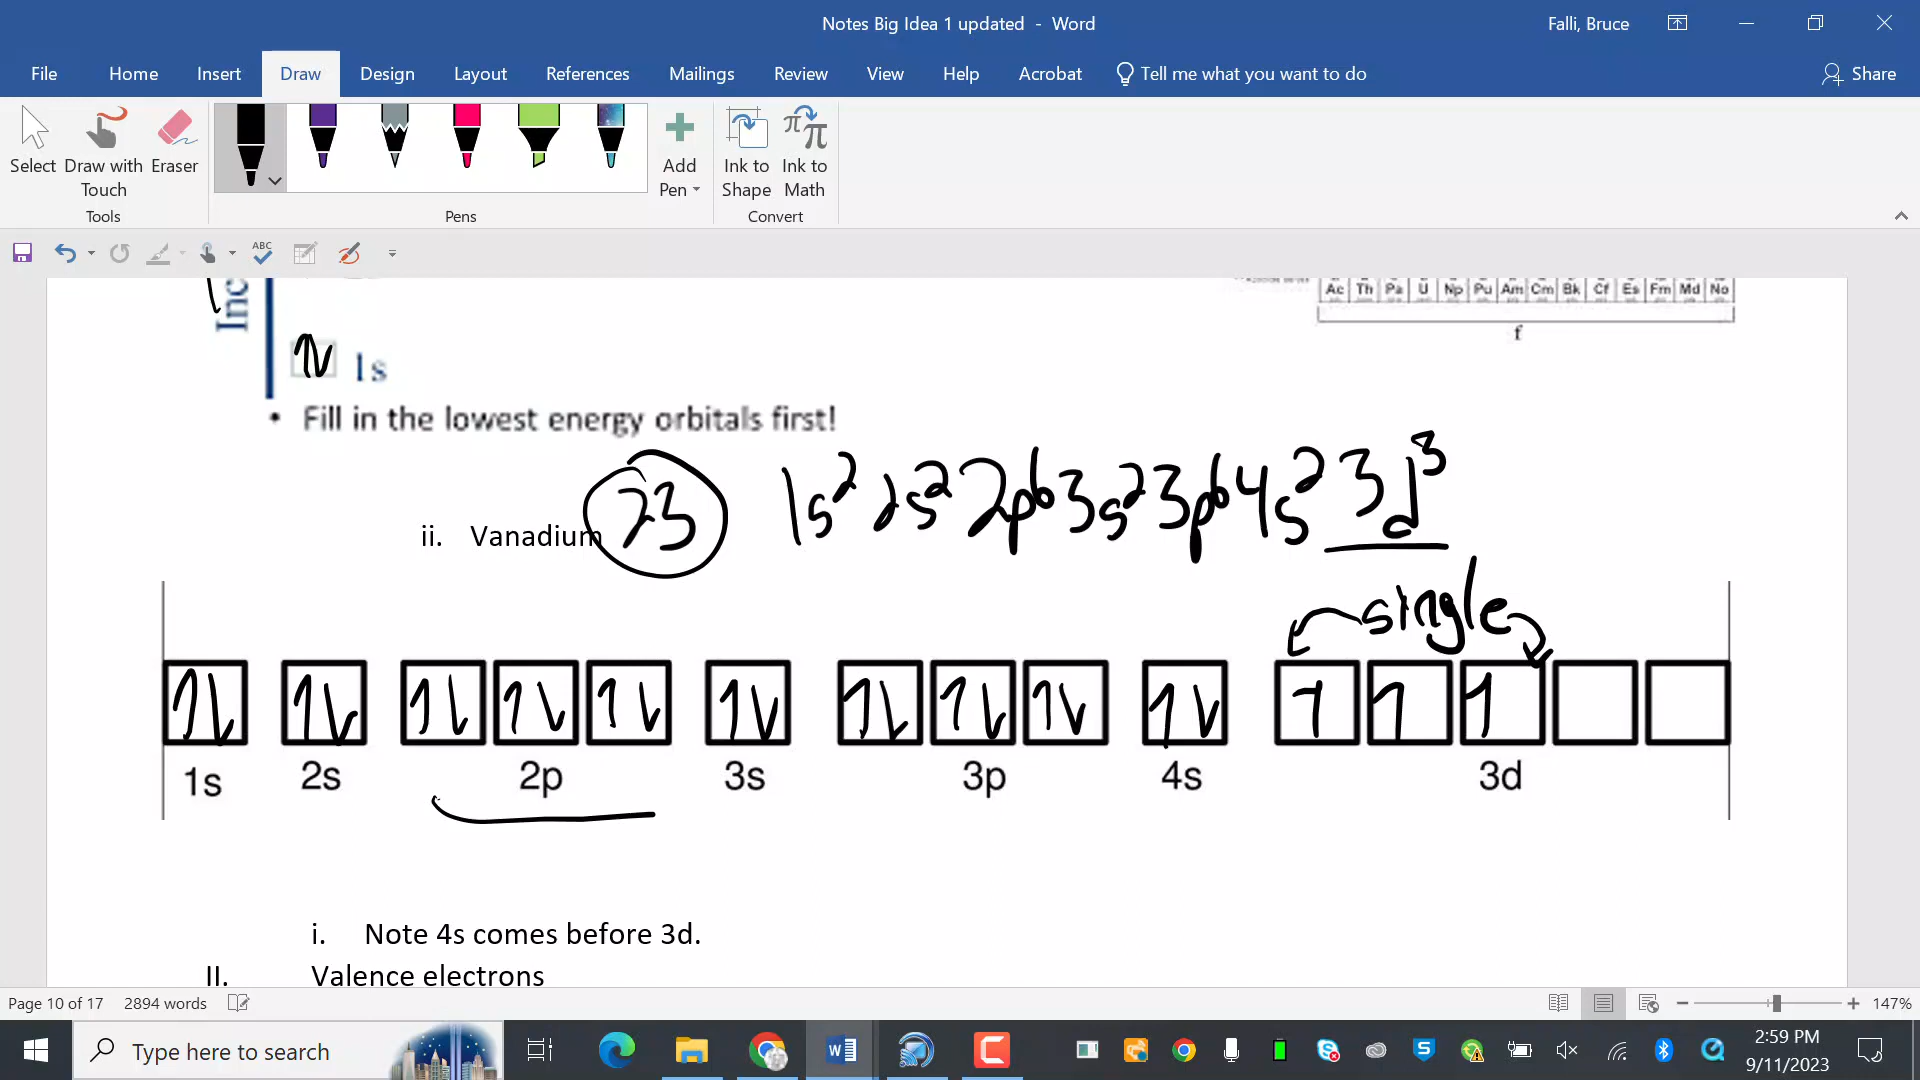 Notes Big Idea 1 updated - Word
Falli, Bruce
File Home Insert Draw Design Layout References Mailings Review View Help Acrobat Tell me what you want to do Share
Select Draw with Touch Eraser Add Pen Ink to Shape Ink to Math
Tools Pens Convert
ABC
Inc
Ac Th Pa U Np Pu Am Cm Bk Cf Es Fm Md No
f
1s
• Fill in the lowest energy orbitals first!
ii. Vanadium 23 1s² 2s² 2p⁶ 3s² 3p⁶ 4s² 3d³
single
1s 2s 2p 3s 3p 4s 3d
i. Note 4s comes before 3d.
II. Valence electrons
Page 10 of 17 2894 words 147%
Type here to search
2:59 PM
9/11/2023